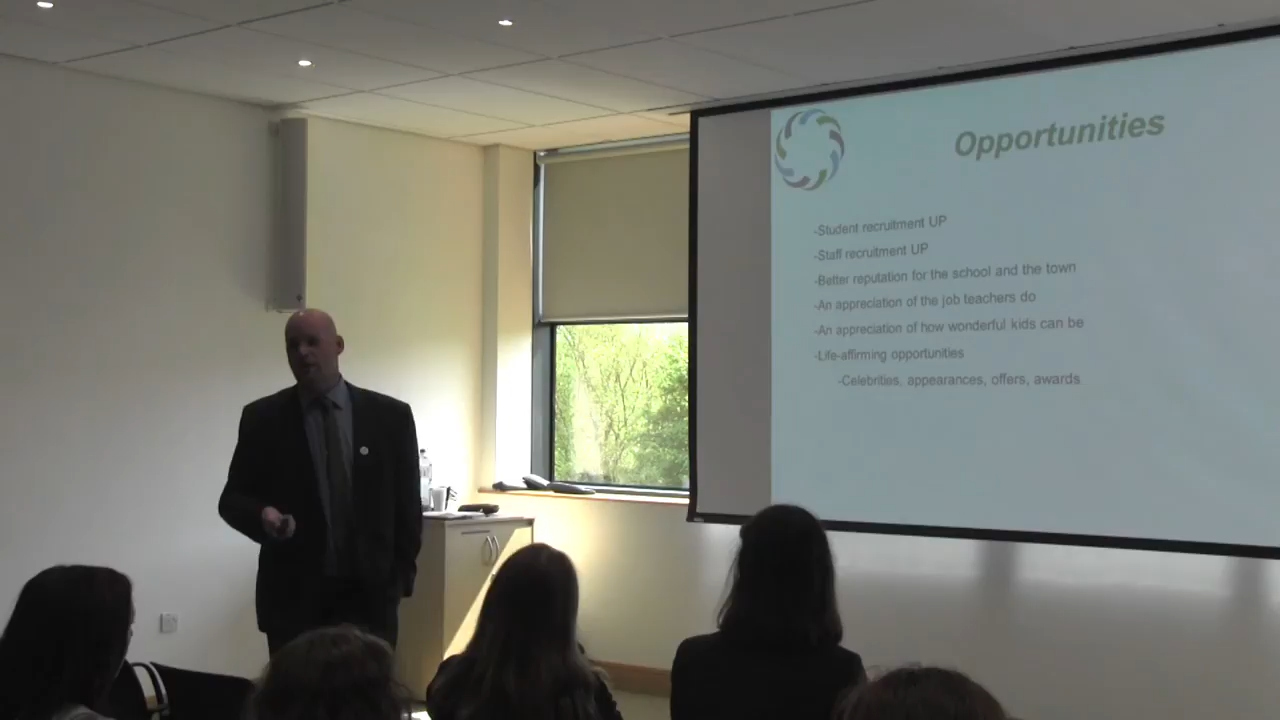 Opportunities
-Student recruitment UP
-Staff recruitment UP
-Better reputation for the school and the town
-An appreciation of the job teachers do
-An appreciation of how wonderful kids can be
-Life-affirming opportunities
-Celebrities, appearances, offers, awards